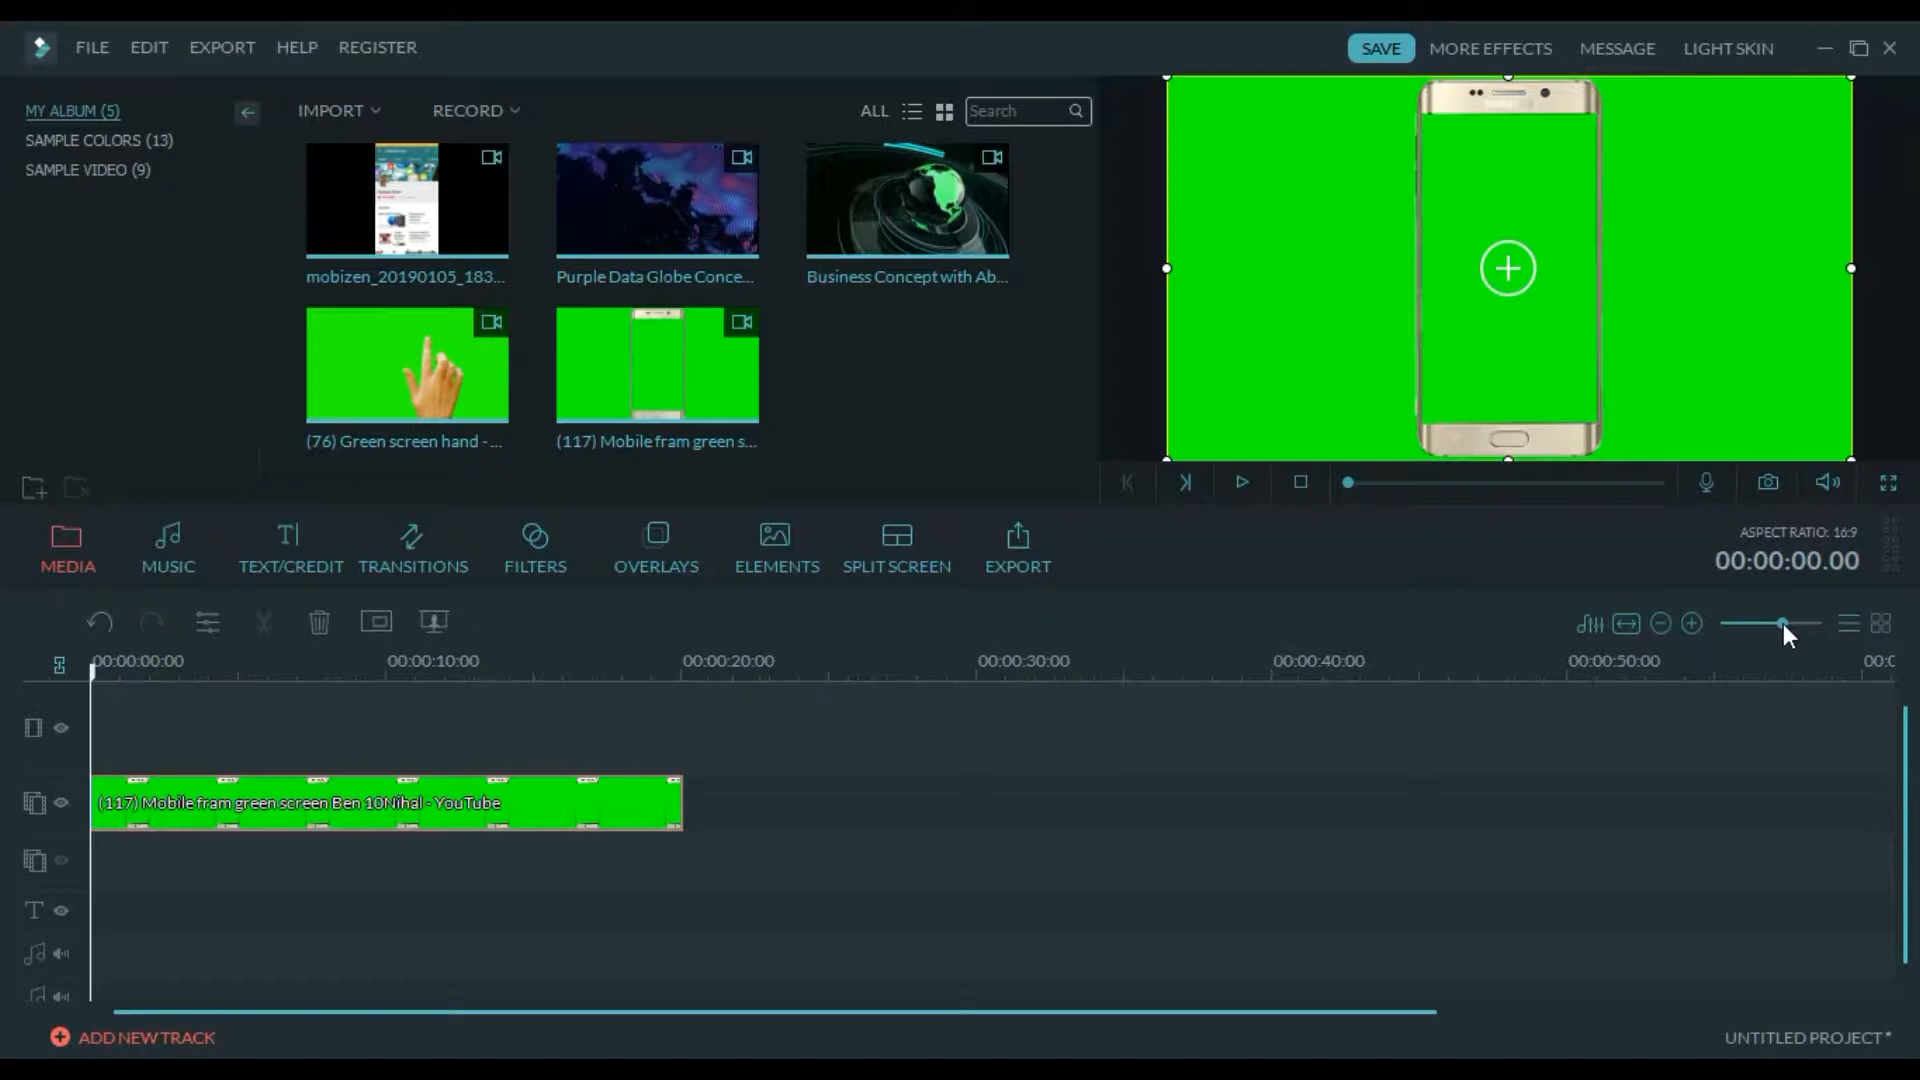 FILE EDIT EXPORT HELP REGISTER SAVE MORE EFFECTS MESSAGE LIGHT SKIN
MY ALBUM (5)
SAMPLE COLORS (13)
SAMPLE VIDEO (9)
IMPORT RECORD ALL Search
mobizen_20190105_183... Purple Data Globe Conce... Business Concept with Ab...
(76) Green screen hand - ... (117) Mobile fram green s...
MEDIA MUSIC TEXT/CREDIT TRANSITIONS FILTERS OVERLAYS ELEMENTS SPLIT SCREEN EXPORT
ASPECT RATIO: 16:9
00:00:00.00
00:00:00:00 00:00:10:00 00:00:20:00 00:00:30:00 00:00:40:00 00:00:50:00 00:0
(117) Mobile fram green screen Ben 10Nihal - YouTube
ADD NEW TRACK
UNTITLED PROJECT *